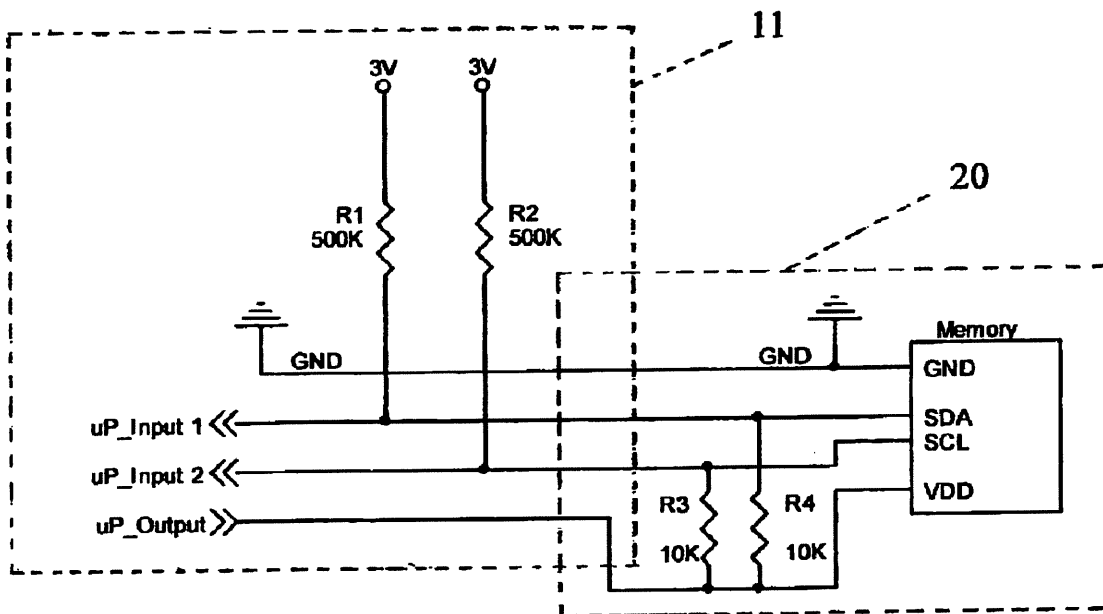 11
3V
3V
20
R1
500K
R2
500K
Memory
GND
GND
GND
uP_Input 1
SDA
SCL
uP_Input 2
VDD
R3
R4
uP_Output
10K
10K